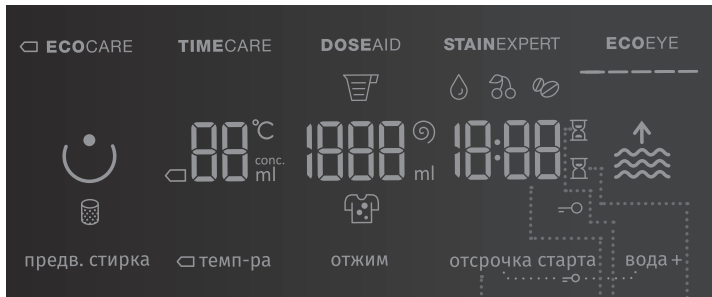 ECOCARE TIMECARE DOSEAID STAINEXPERT ECOEYE
88 °C conc. ml 1888 ml 18:88
предв. стирка темп-ра отжим отсрочка старта вода+